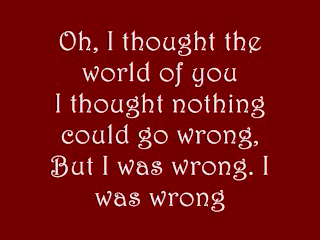 Oh, I thought the
world of you
I thought nothing
could go wrong,
But I was wrong. I
was wrong